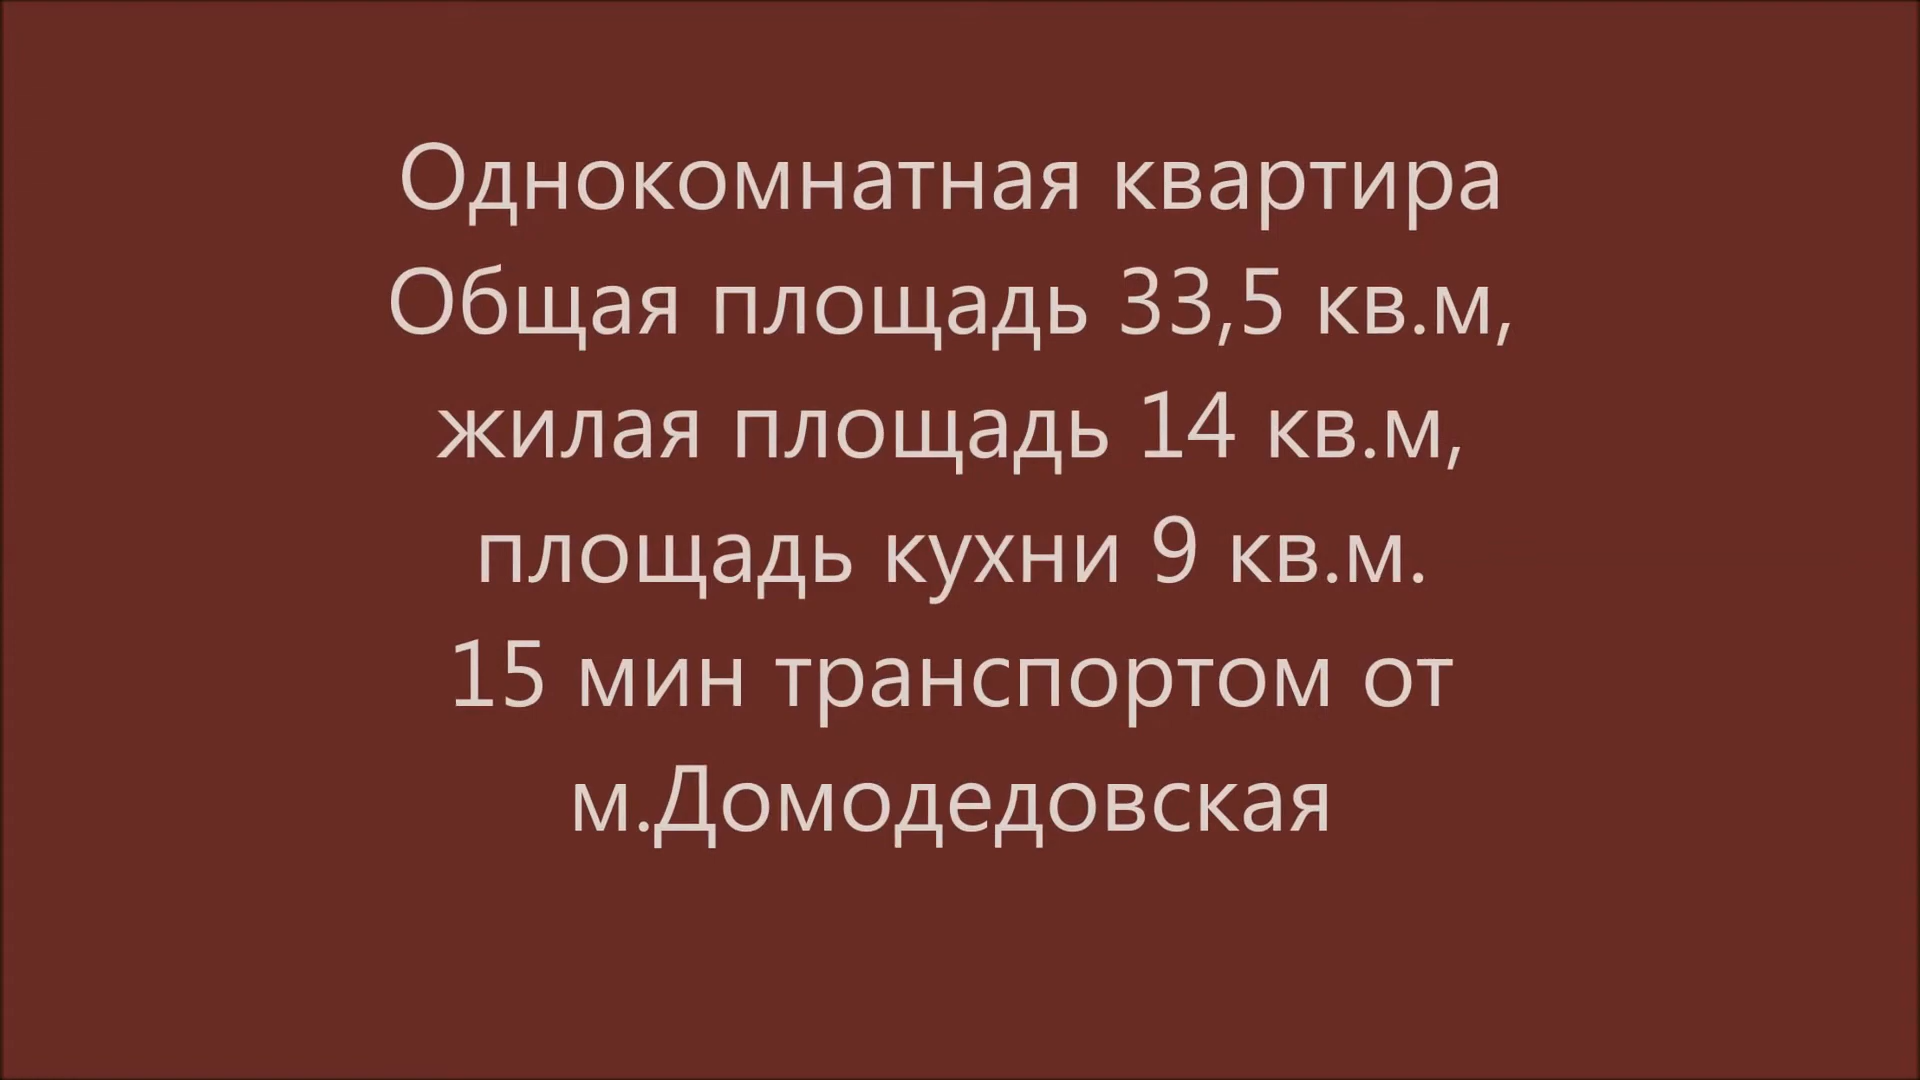 Однокомнатная квартира
Общая площадь 33,5 кв.м,
жилая площадь 14 кв.м,
площадь кухни 9 кв.м.
15 мин транспортом от
м.Домодедовская